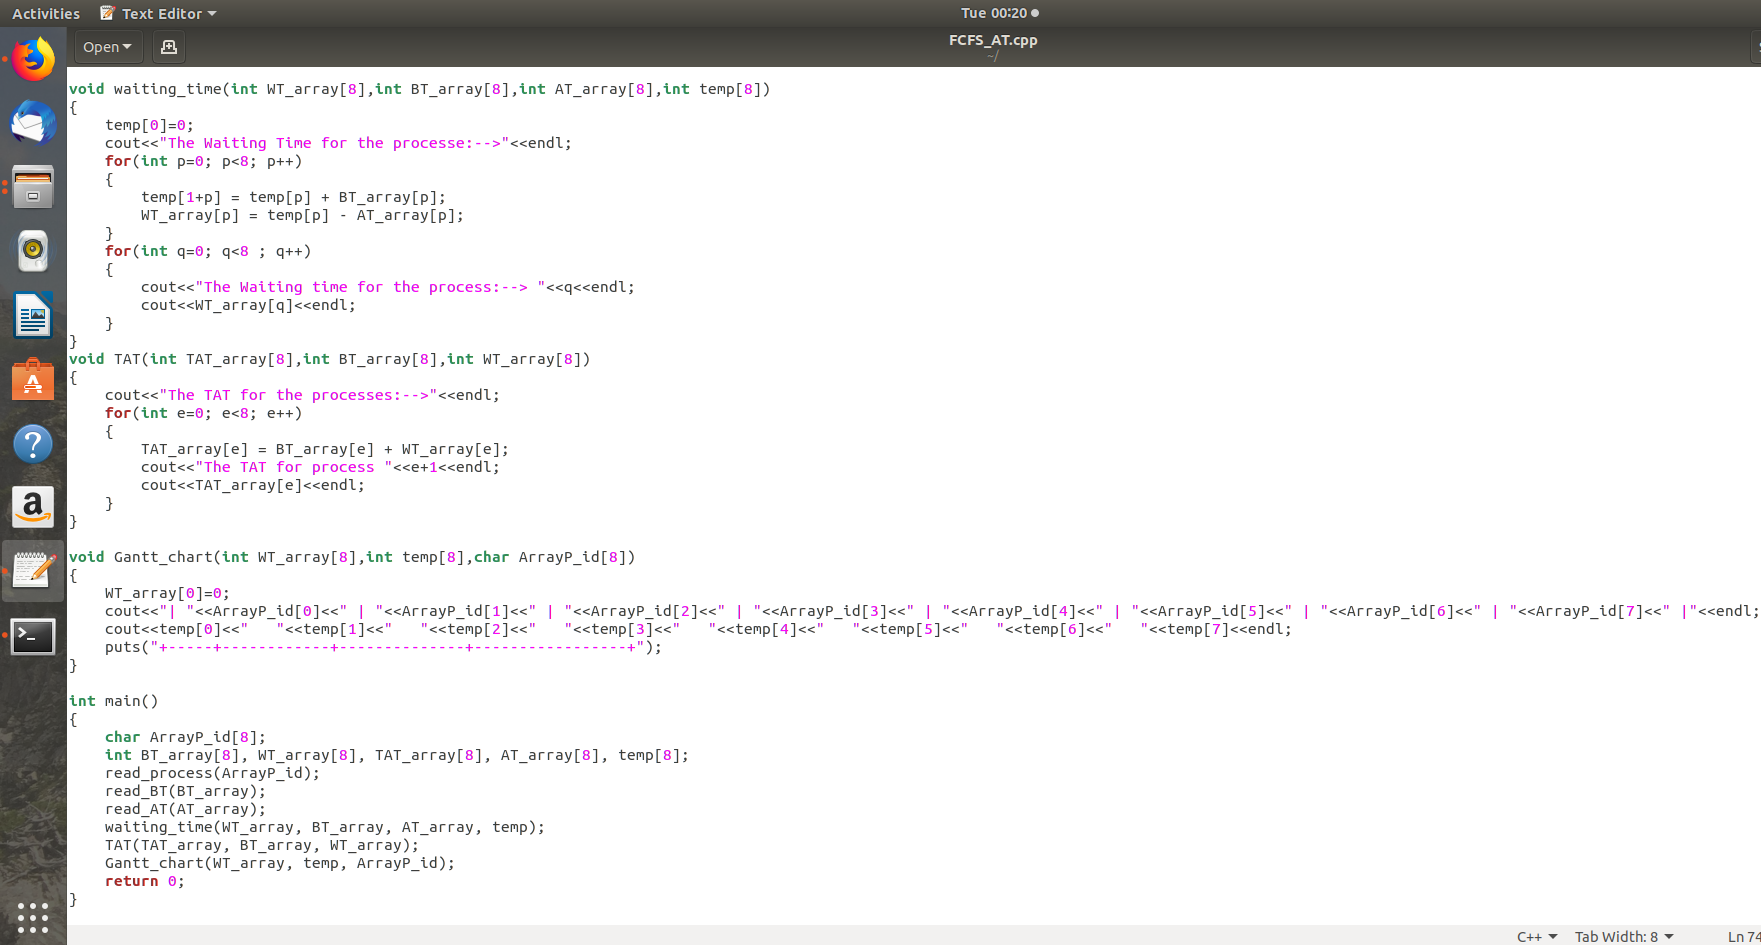 Activities Text Editor Tue 00:20
Open FCFS_AT.cpp
~/
void waiting_time(int WT_array[8],int BT_array[8],int AT_array[8],int temp[8])
{
temp[0]=0;
cout<<"The Waiting Time for the processe:-->"<<endl;
for(int p=0; p<8; p++)
{
temp[1+p] = temp[p] + BT_array[p];
WT_array[p] = temp[p] - AT_array[p];
}
for(int q=0; q<8 ; q++)
{
cout<<"The Waiting time for the process:--> "<<q<<endl;
cout<<WT_array[q]<<endl;
}
}
void TAT(int TAT_array[8],int BT_array[8],int WT_array[8])
{
cout<<"The TAT for the processes:-->"<<endl;
for(int e=0; e<8; e++)
{
TAT_array[e] = BT_array[e] + WT_array[e];
cout<<"The TAT for process "<<e+1<<endl;
cout<<TAT_array[e]<<endl;
}
}
void Gantt_chart(int WT_array[8],int temp[8],char ArrayP_id[8])
{
WT_array[0]=0;
cout<<"| "<<ArrayP_id[0]<<" | "<<ArrayP_id[1]<<" | "<<ArrayP_id[2]<<" | "<<ArrayP_id[3]<<" | "<<ArrayP_id[4]<<" | "<<ArrayP_id[5]<<" | "<<ArrayP_id[6]<<" | "<<ArrayP_id[7]<<" |"<<endl;
cout<<temp[0]<<"   "<<temp[1]<<"   "<<temp[2]<<"   "<<temp[3]<<"   "<<temp[4]<<"   "<<temp[5]<<"   "<<temp[6]<<"   "<<temp[7]<<endl;
puts("+-----+------------+--------------+-----------------+");
}
int main()
{
char ArrayP_id[8];
int BT_array[8], WT_array[8], TAT_array[8], AT_array[8], temp[8];
read_process(ArrayP_id);
read_BT(BT_array);
read_AT(AT_array);
waiting_time(WT_array, BT_array, AT_array, temp);
TAT(TAT_array, BT_array, WT_array);
Gantt_chart(WT_array, temp, ArrayP_id);
return 0;
}
C++ Tab Width: 8 Ln 74